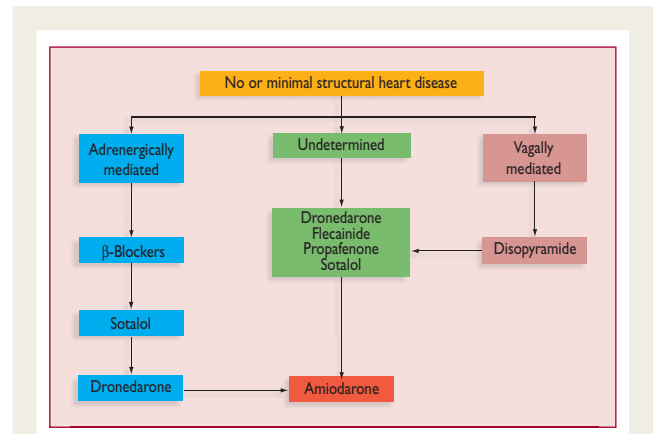 No or minimal structural heart disease
Adrenergically
mediated
Undetermined
Vagally
mediated
Dronedarone
Flecainide
Propafenone
Sotalol
β-Blockers
Disopyramide
Sotalol
Dronedarone
Amiodarone